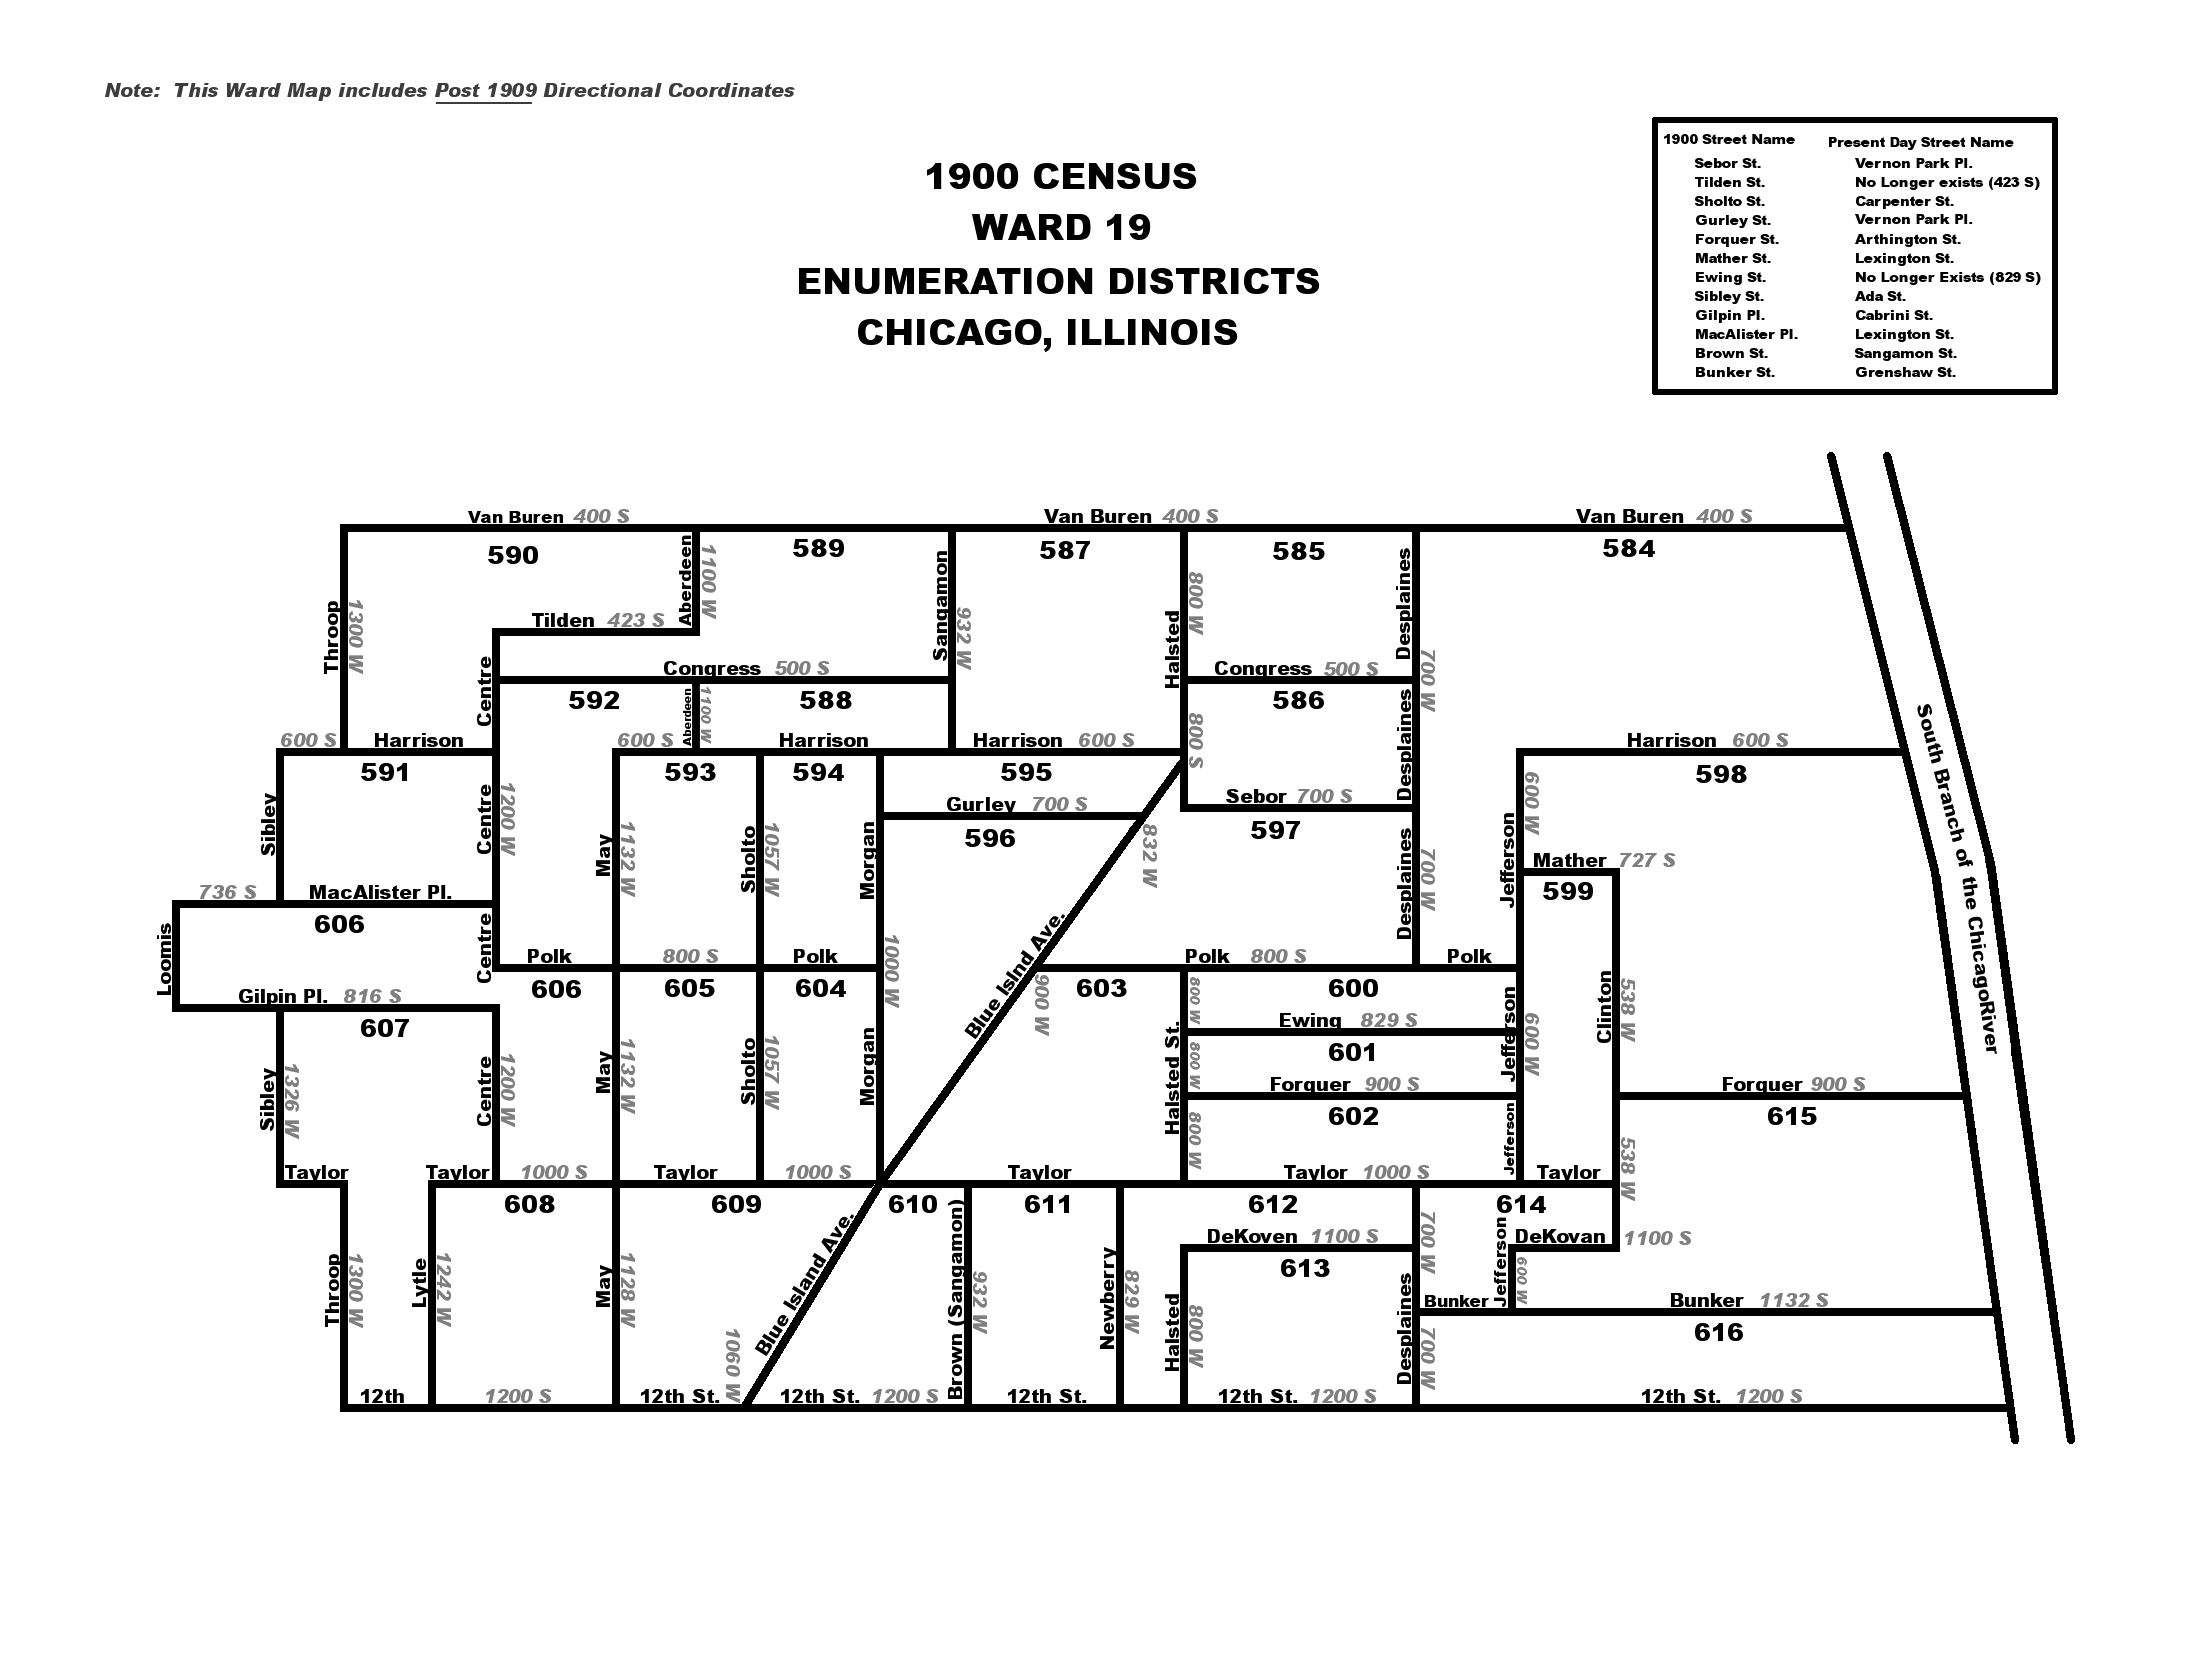 Note: This Ward Map includes Post 1909 Directional Coordinates
1900 CENSUS
WARD 19
ENUMERATION DISTRICTS
CHICAGO, ILLINOIS
1900 Street Name Present Day Street Name
Sebor St. Vernon Park Pl.
Tilden St. No Longer exists (423 S)
Sholto St. Carpenter St.
Gurley St. Vernon Park Pl.
Forquer St. Arthington St.
Mather St. Lexington St.
Ewing St. No Longer Exists (829 S)
Sibley St. Ada St.
Gilpin Pl. Cabrini St.
MacAlister Pl. Lexington St.
Brown St. Sangamon St.
Bunker St. Grenshaw St.
Van Buren 400 S
Van Buren 400 S
Van Buren 400 S
590
589
587
585
584
Throop
1300 W
Aberdeen
1100 W
Sangamon
932 W
Halsted
800 W
Desplaines
700 W
Tilden 423 S
Centre
Congress 500 S
Congress 500 S
592
588
586
Aberdeen
1100 W
800 S
Desplaines
600 S Harrison
600 S
Harrison
Harrison 600 S
Harrison 600 S
591
593
594
595
598
Sibley
Centre
1200 W
May
1132 W
Sholto
1057 W
Morgan
Gurley 700 S
596
832 W
Sebor 700 S
597
Desplaines
700 W
Jefferson
600 W
Mather 727 S
599
South Branch of the ChicagoRiver
736 S MacAlister Pl.
606
Loomis
Centre
Polk
800 S
Polk
Polk 800 S
Polk
606
605
604
1000 W
Blue Islnd Ave.
900 W
603
800 W
600
Clinton
538 W
Gilpin Pl. 816 S
607
Ewing 829 S
601
Jefferson
600 W
Sibley
1326 W
Centre
1200 W
May
1132 W
Sholto
1057 W
Morgan
Halsted St.
800 W
Forquer 900 S
Forquer 900 S
602
615
800 W
Jefferson
538 W
Taylor
Taylor 1000 S
Taylor
1000 S
Taylor
Taylor 1000 S
Taylor
608
609
610
611
612
614
Throop
1300 W
Lytle
1242 W
May
1128 W
Blue Island Ave.
1060 W
Brown (Sangamon)
932 W
Newberry
829 W
DeKoven 1100 S
613
Halsted
800 W
700 W
Desplaines
700 W
Jefferson
600 W
DeKovan 1100 S
Bunker
Bunker 1132 S
616
12th
1200 S
12th St.
12th St. 1200 S
12th St.
12th St. 1200 S
12th St. 1200 S